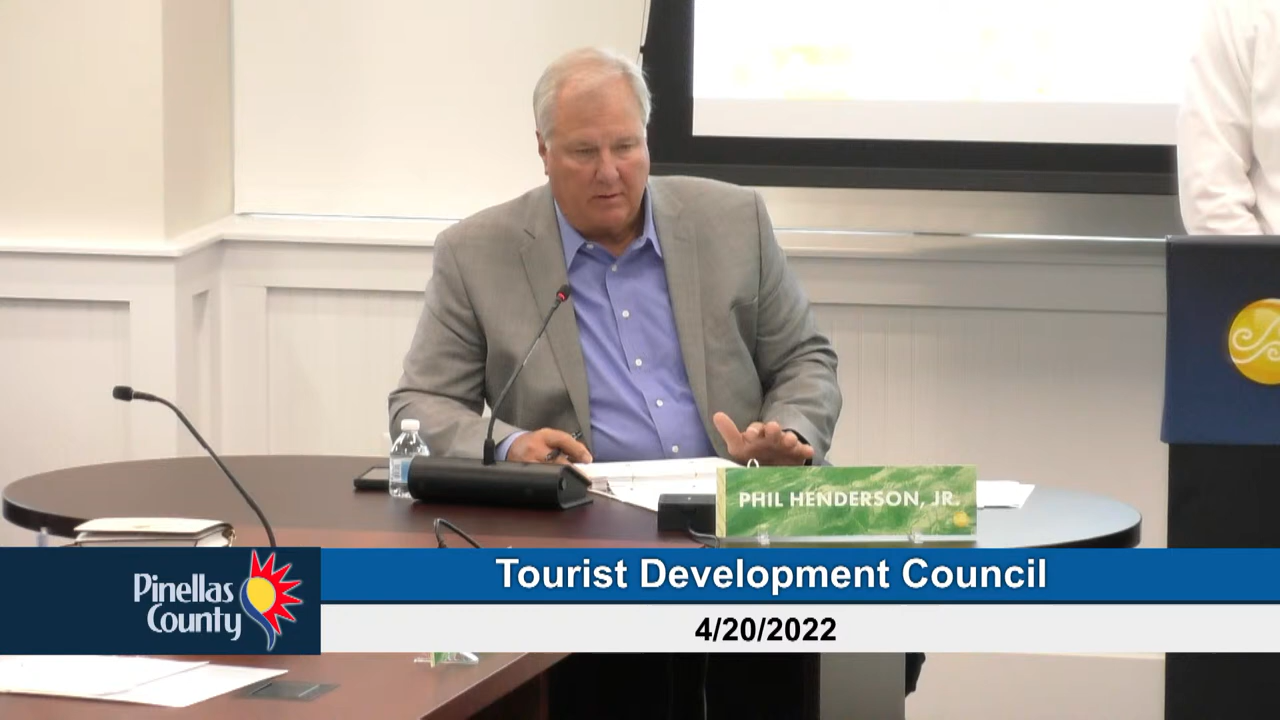 PHIL HENDERSON, JR.
Pinellas
County
Tourist Development Council
4/20/2022